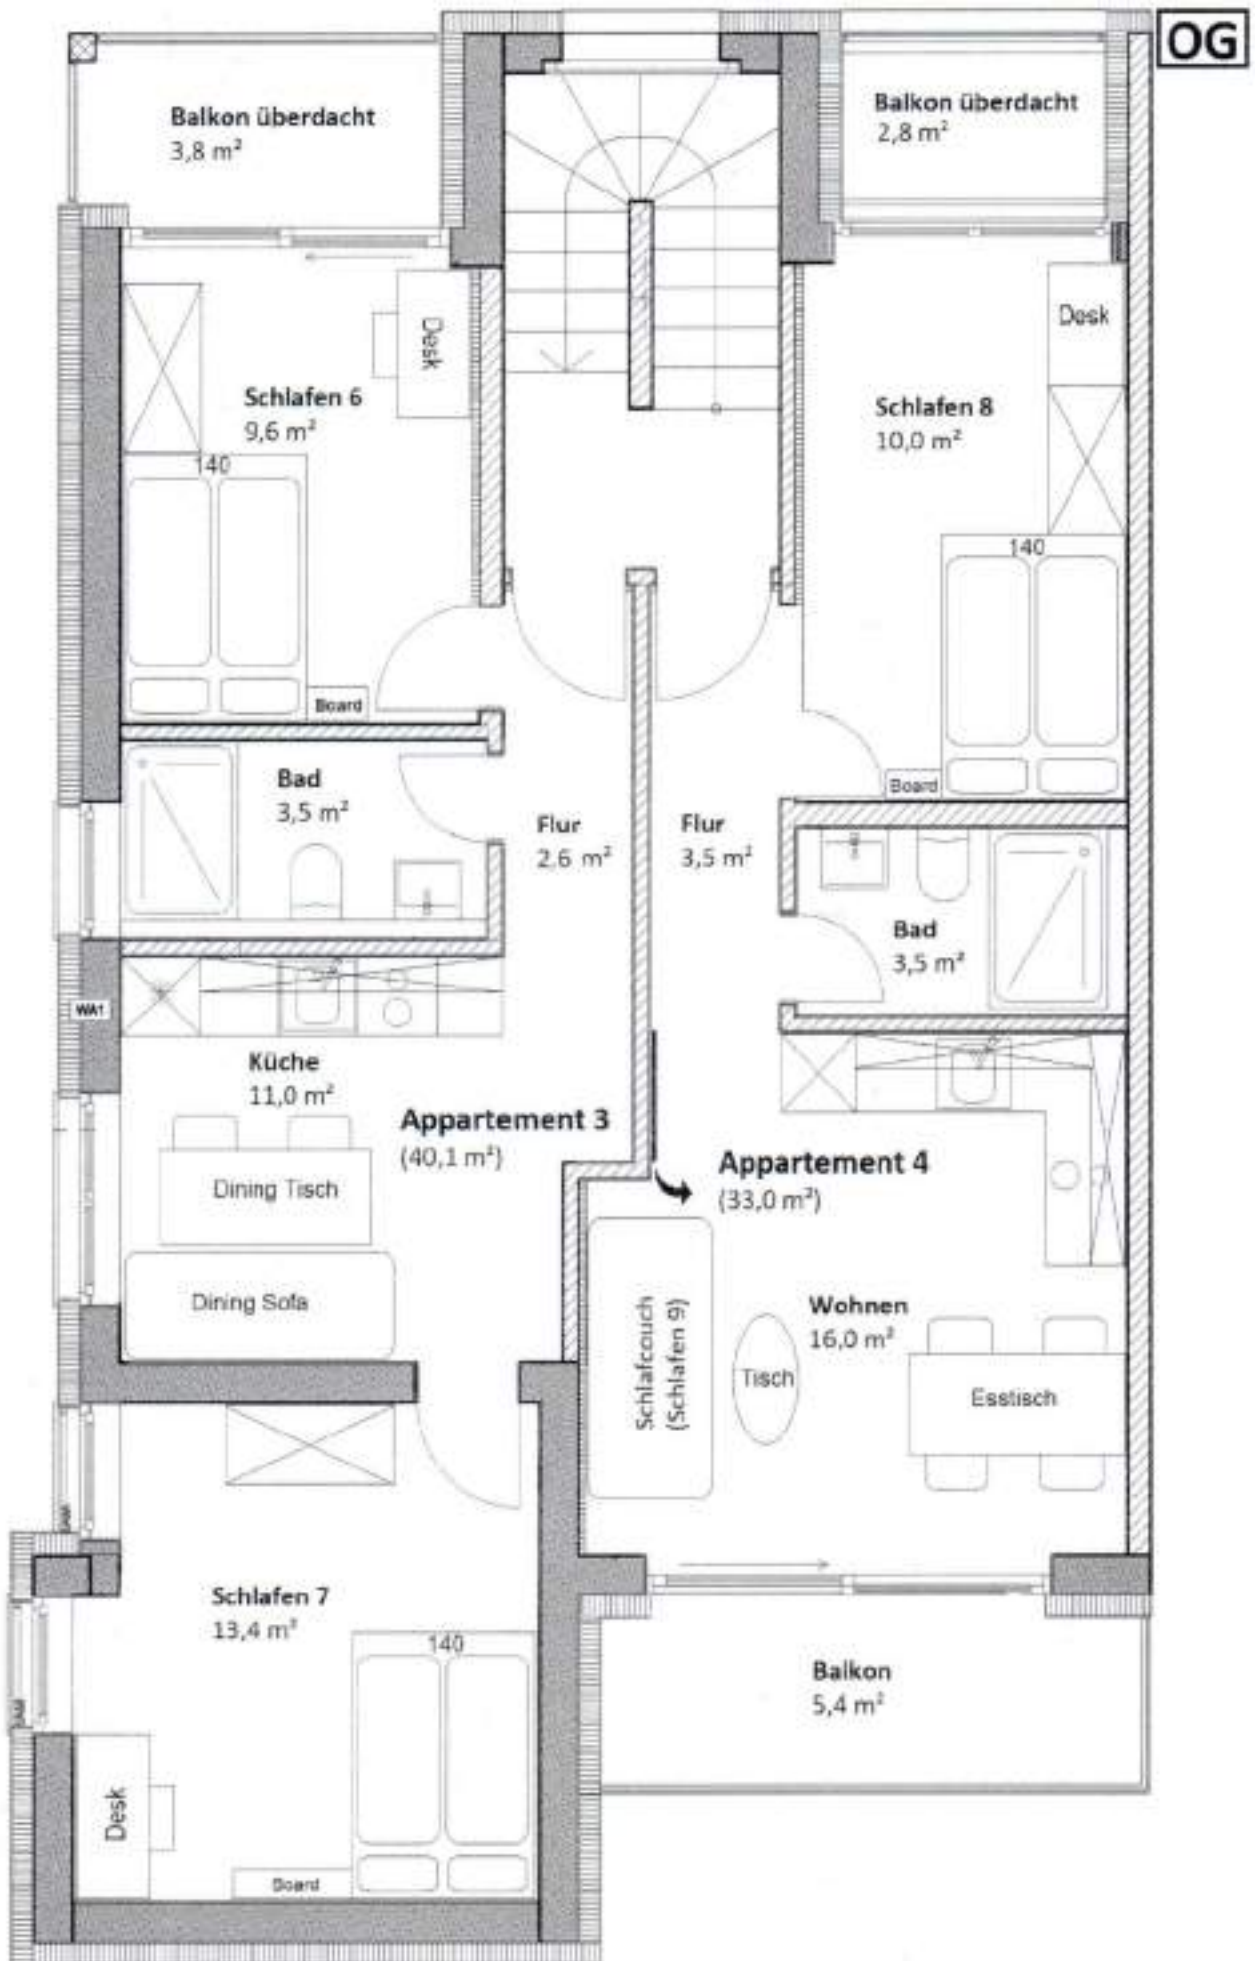 OG
Balkon überdacht
3,8 m²
Balkon überdacht
2,8 m²
Desk
Desk
Schlafen 6
9,6 m²
Schlafen 8
10,0 m²
140
140
Board
Board
Bad
3,5 m²
Flur
2,6 m²
Flur
3,5 m²
Bad
3,5 m²
WA1
Küche
11,0 m²
Appartement 3
(40,1 m²)
Appartement 4
(33,0 m²)
Dining Tisch
Dining Sofa
Schlafcouch
(Schlafen 9)
Tisch
Wohnen
16,0 m²
Esstisch
Schlafen 7
13,4 m²
140
Balkon
5,4 m²
Desk
Board